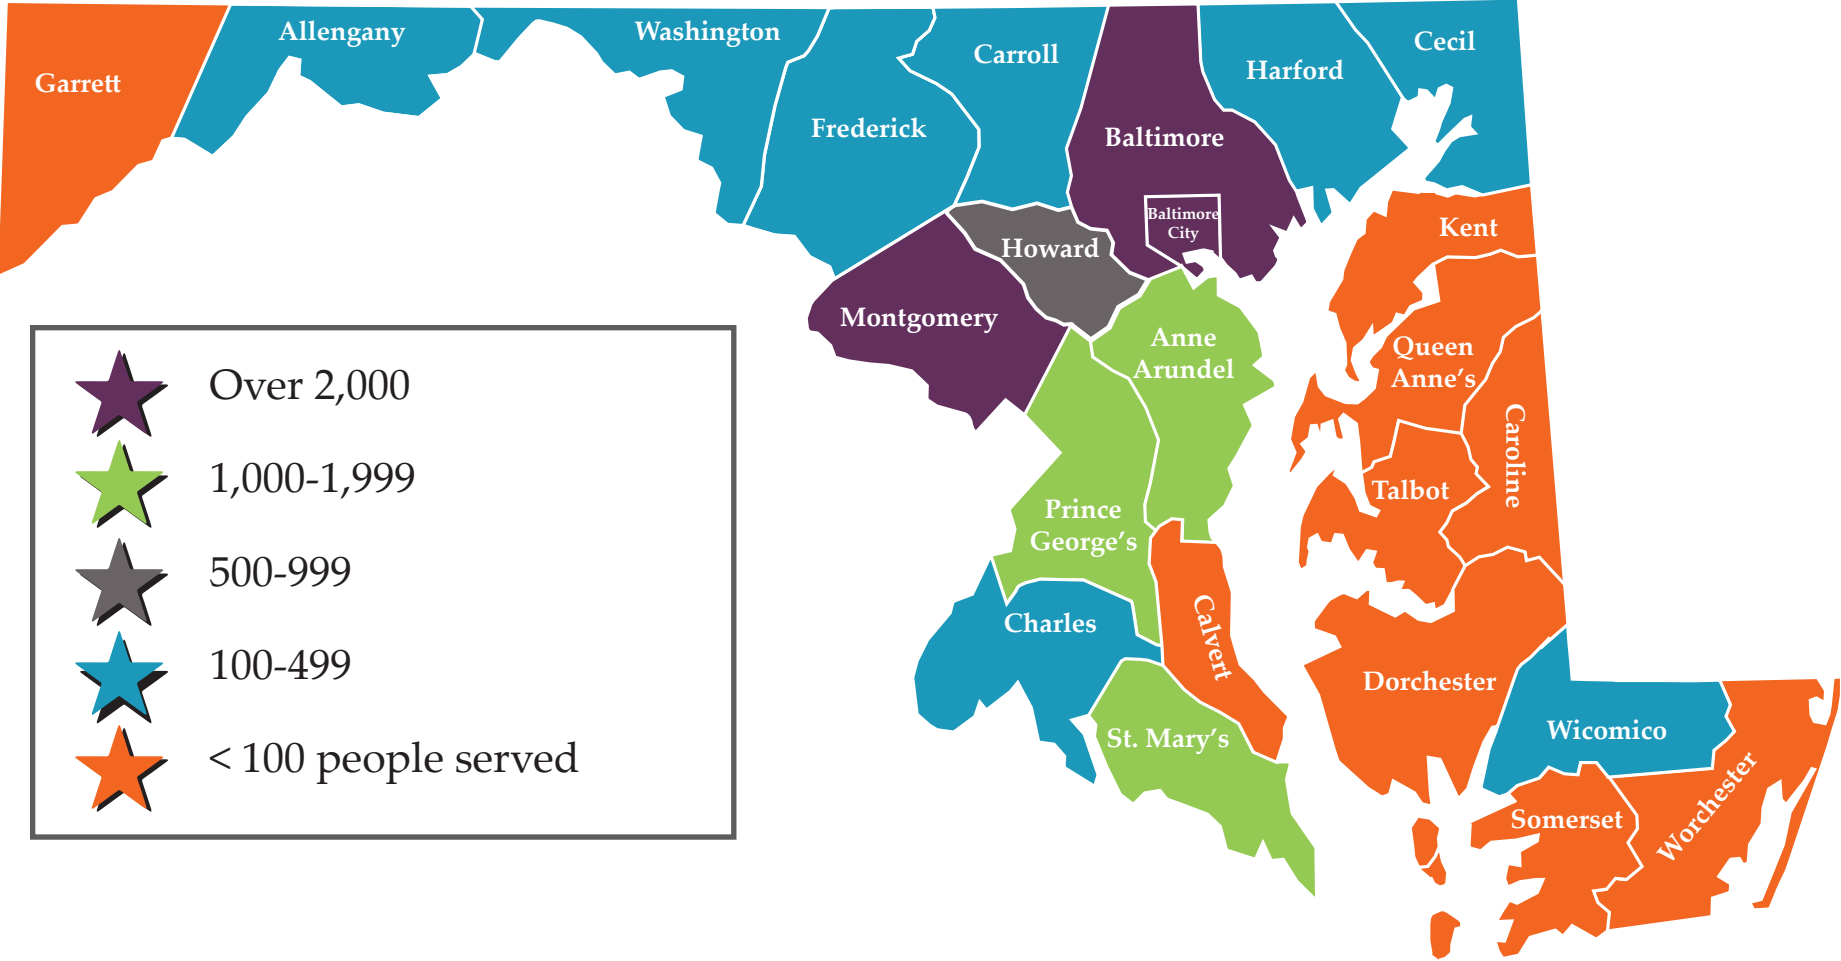 Garrett
Allengany
Washington
Frederick
Carroll
Baltimore
Baltimore
City
Harford
Cecil
Howard
Montgomery
Kent
Anne
Arundel
Queen
Anne’s
Caroline
Talbot
Prince
George’s
Charles
Calvert
St. Mary’s
Dorchester
Wicomico
Somerset
Worchester
Over 2,000
1,000-1,999
500-999
100-499
< 100 people served